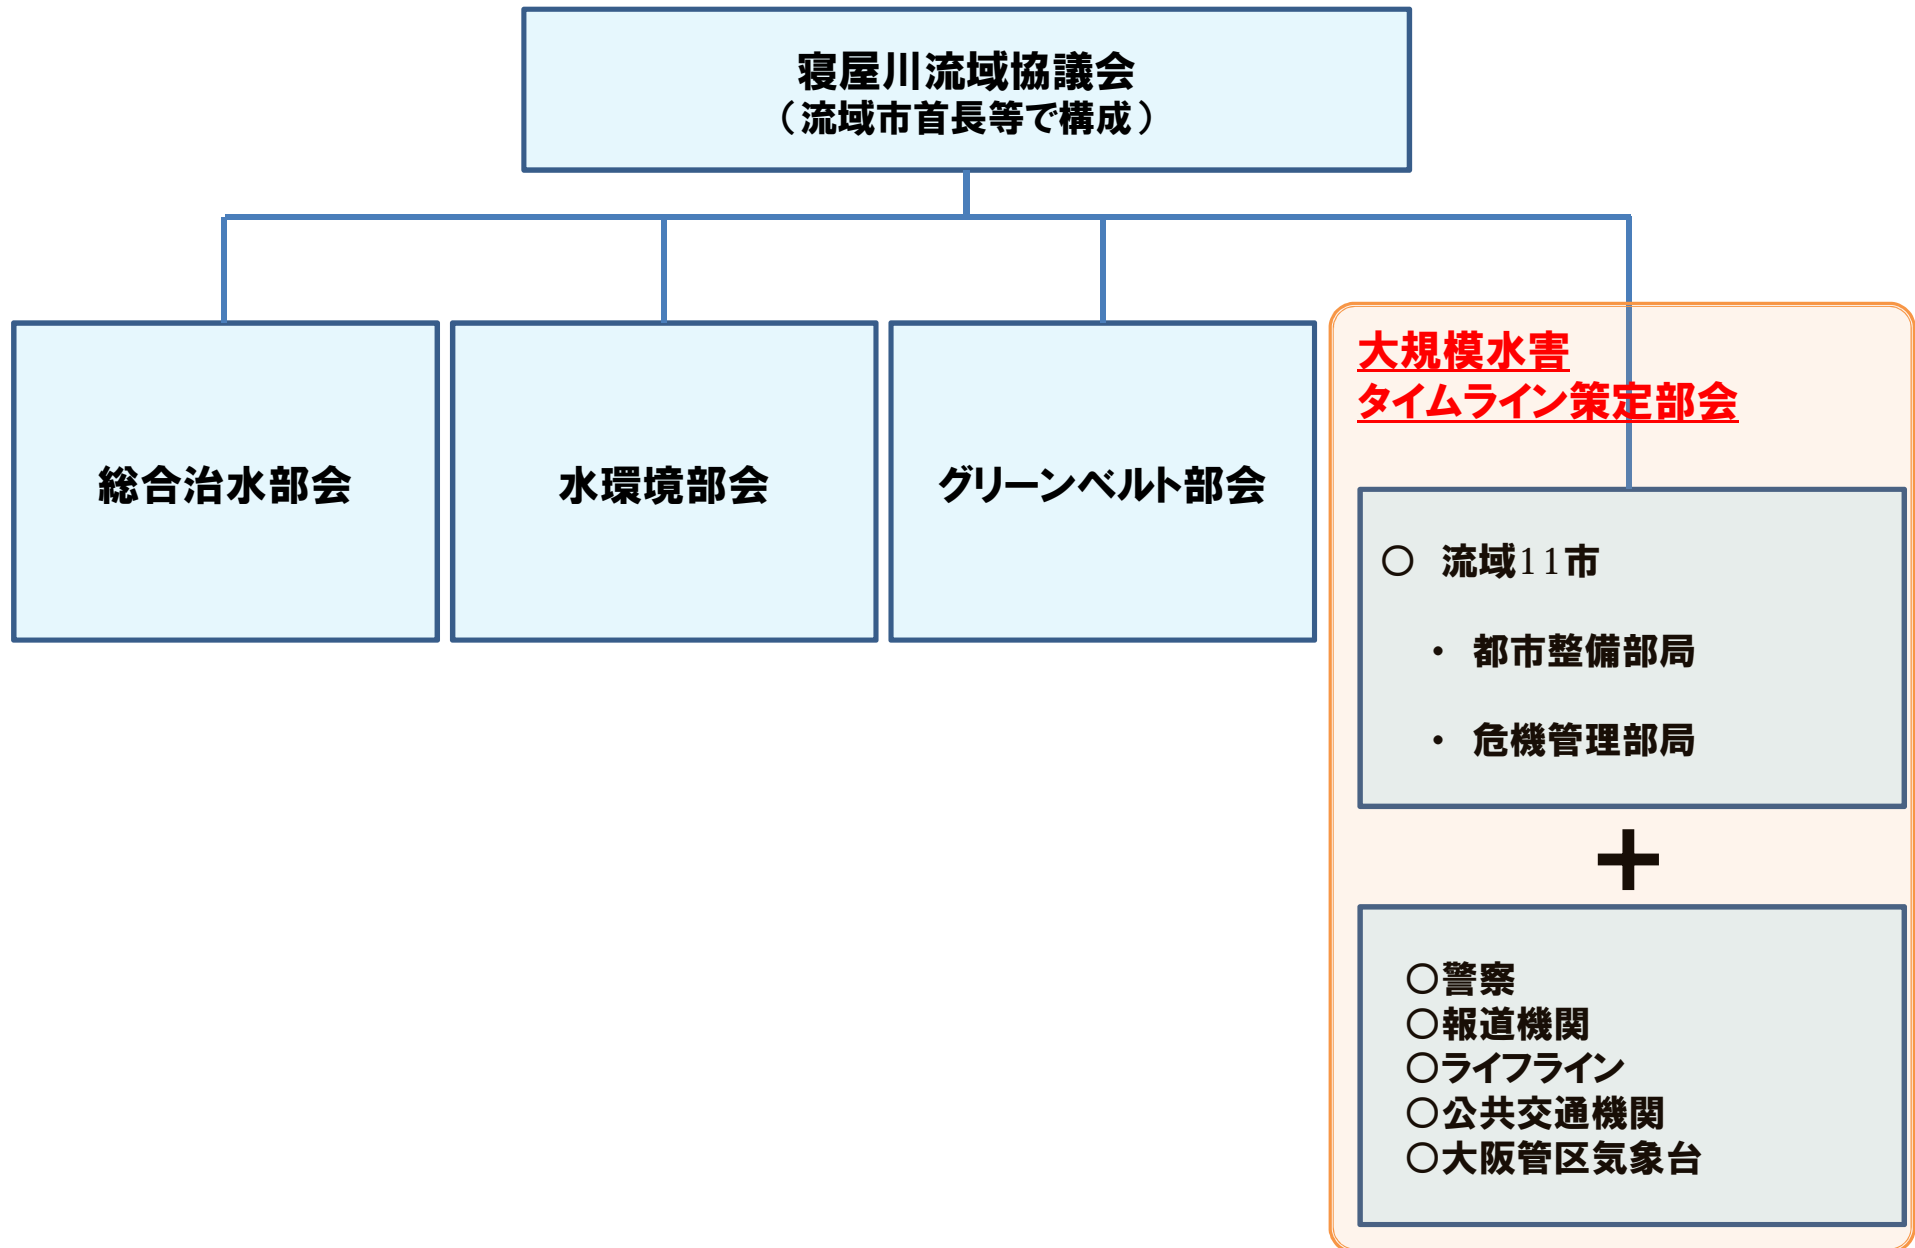 寝屋川流域協議会
（流域市首長等で構成）
総合治水部会
水環境部会
グリーンベルト部会
大規模水害
タイムライン策定部会
○ 流域11市
・ 都市整備部局
・ 危機管理部局
＋
○警察
○報道機関
○ライフライン
○公共交通機関
○大阪管区気象台